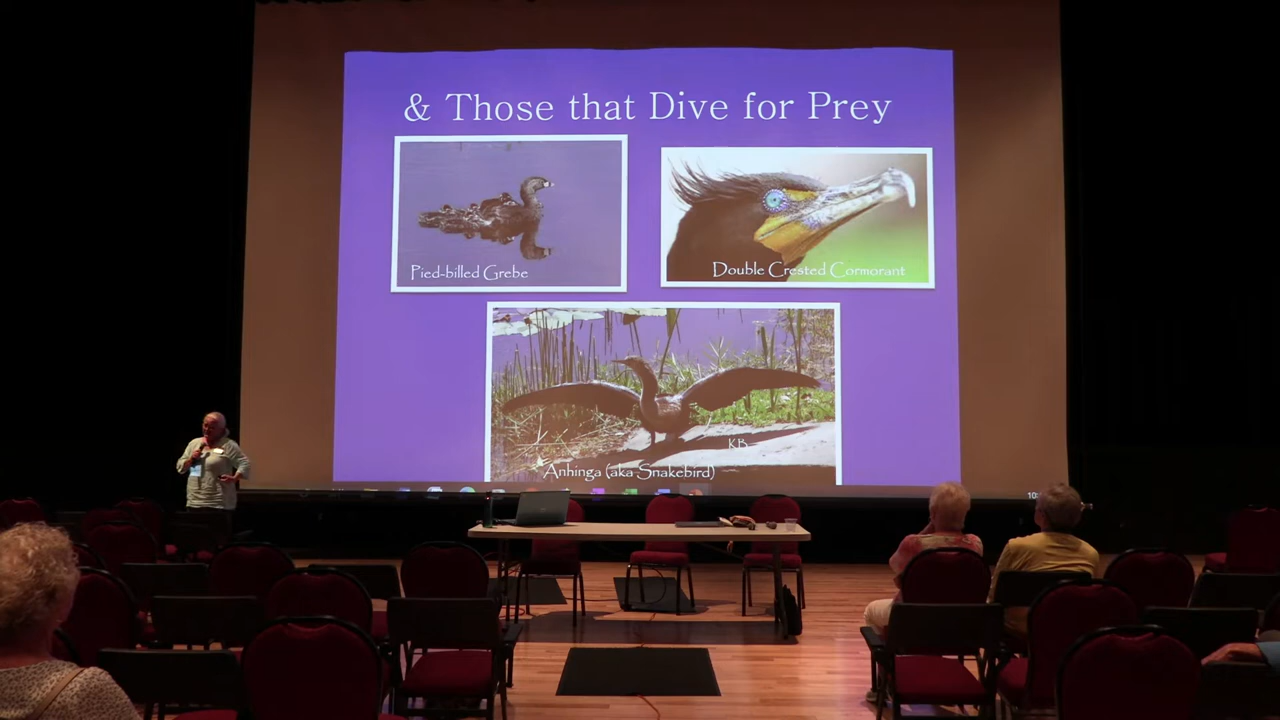 & Those that Dive for Prey
Pied-billed Grebe
Double Crested Cormorant
KB
Anhinga (aka Snakebird)